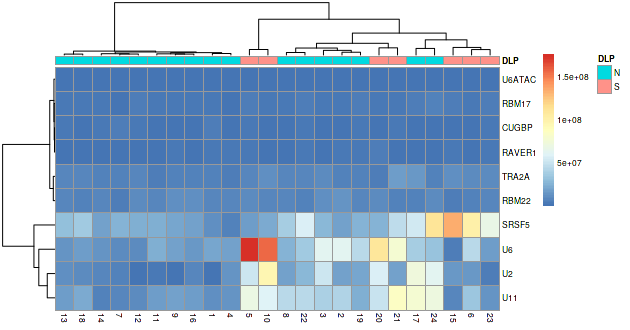 DLP
DLP
N
S
1.5e+08
1e+08
5e+07
U6ATAC
RBM17
CUGBP
RAVER1
TRA2A
RBM22
SRSF5
U6
U2
U11
13 18 14 7 12 11 9 16 1 4 5 10 8 22 3 2 19 20 21 17 24 15 6 23